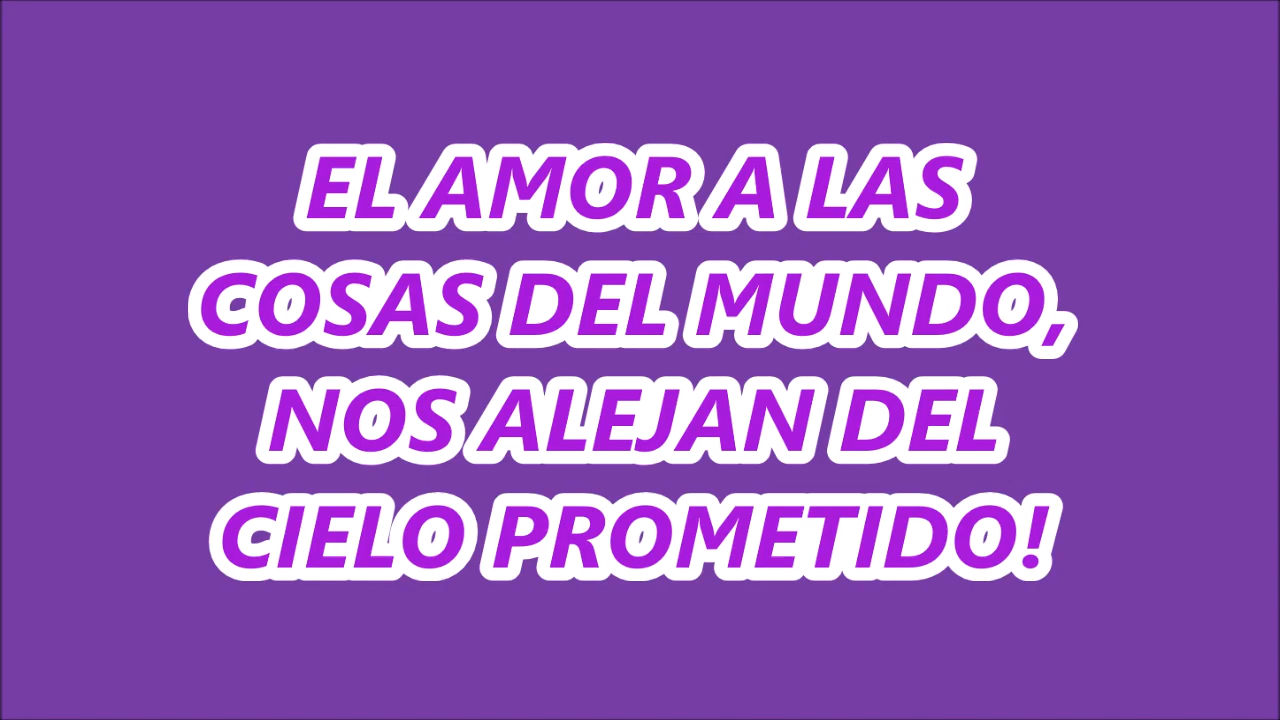 EL AMOR A LAS
COSAS DEL MUNDO,
NOS ALEJAN DEL
CIELO PROMETIDO!